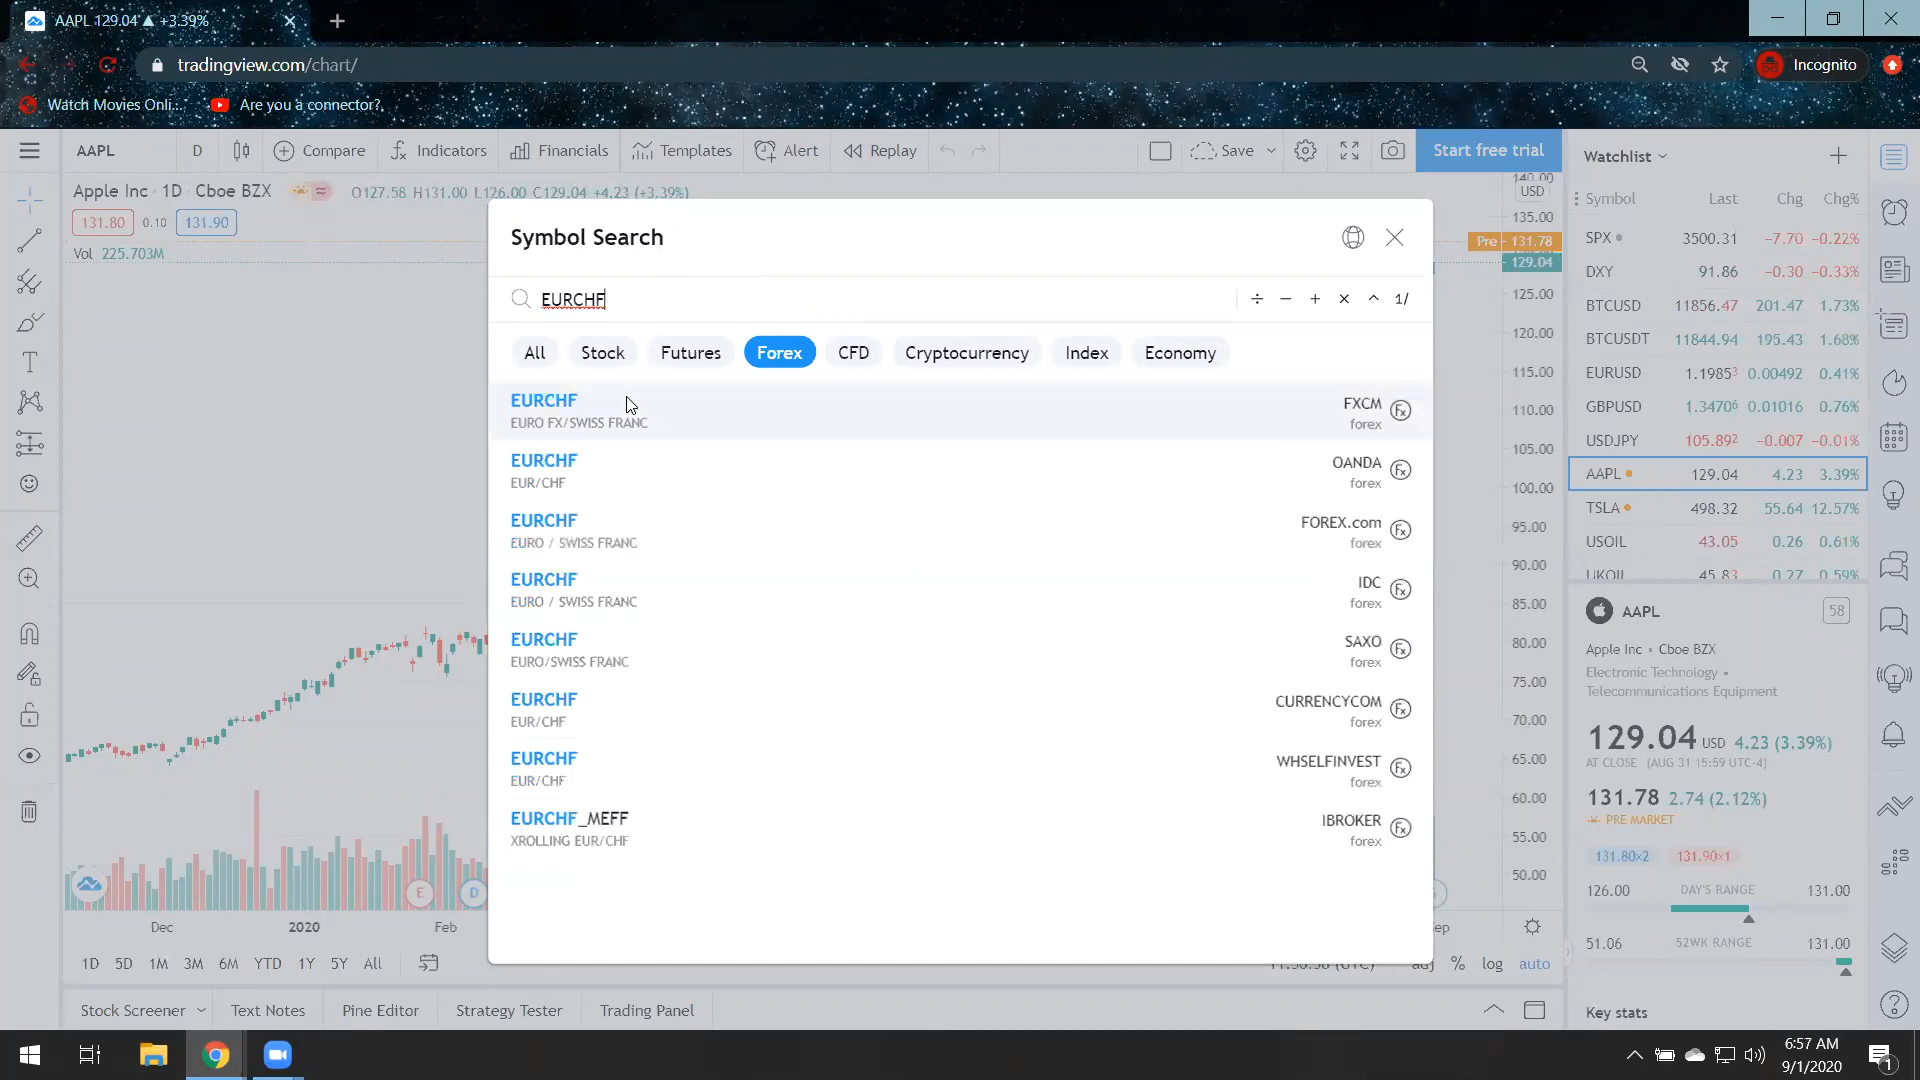 AAPL 129.04 ▲ +3.39%
tradingview.com/chart/
Incognito
Watch Movies Onli...
Are you a connector?
AAPL
D
Compare
Indicators
Financials
Templates
Alert
Replay
Save
Start free trial
Apple Inc · 1D · Cboe BZX
O127.58 H131.00 L126.00 C129.04 +4.23 (+3.39%)
131.80 0.10 131.90
Vol 225.703M
Symbol Search
EURCHF
÷ − + × ^ 1/
All
Stock
Futures
Forex
CFD
Cryptocurrency
Index
Economy
EURCHF
EURO FX/SWISS FRANC
FXCM
forex
EURCHF
EUR/CHF
OANDA
forex
EURCHF
EURO / SWISS FRANC
FOREX.com
forex
EURCHF
EURO / SWISS FRANC
IDC
forex
EURCHF
EURO/SWISS FRANC
SAXO
forex
EURCHF
EUR/CHF
CURRENCYCOM
forex
EURCHF
EUR/CHF
WHSELFINVEST
forex
EURCHF_MEFF
XROLLING EUR/CHF
IBROKER
forex
140.00
USD
135.00
Pre 131.78
129.04
125.00
120.00
115.00
110.00
105.00
100.00
95.00
90.00
85.00
80.00
75.00
70.00
65.00
60.00
55.00
50.00
E
D
Dec
2020
Feb
1D 5D 1M 3M 6M YTD 1Y 5Y All
% log auto
Stock Screener
Text Notes
Pine Editor
Strategy Tester
Trading Panel
Watchlist
Symbol Last Chg Chg%
SPX 3500.31 −7.70 −0.22%
DXY 91.86 −0.30 −0.33%
BTCUSD 11856.47 201.47 1.73%
BTCUSDT 11844.94 195.43 1.68%
EURUSD 1.19853 0.00492 0.41%
GBPUSD 1.34706 0.01016 0.76%
USDJPY 105.892 −0.007 −0.01%
AAPL 129.04 4.23 3.39%
TSLA 498.32 55.64 12.57%
USOIL 43.05 0.26 0.61%
UKOIL 45.83 0.27 0.59%
AAPL
58
Apple Inc • Cboe BZX
Electronic Technology •
Telecommunications Equipment
129.04 USD 4.23 (3.39%)
AT CLOSE (AUG 31 15:59 UTC-4)
131.78 2.74 (2.12%)
PRE MARKET
131.80×2 131.90×1
126.00 DAY'S RANGE 131.00
51.06 52WK RANGE 131.00
Key stats
6:57 AM
9/1/2020
1